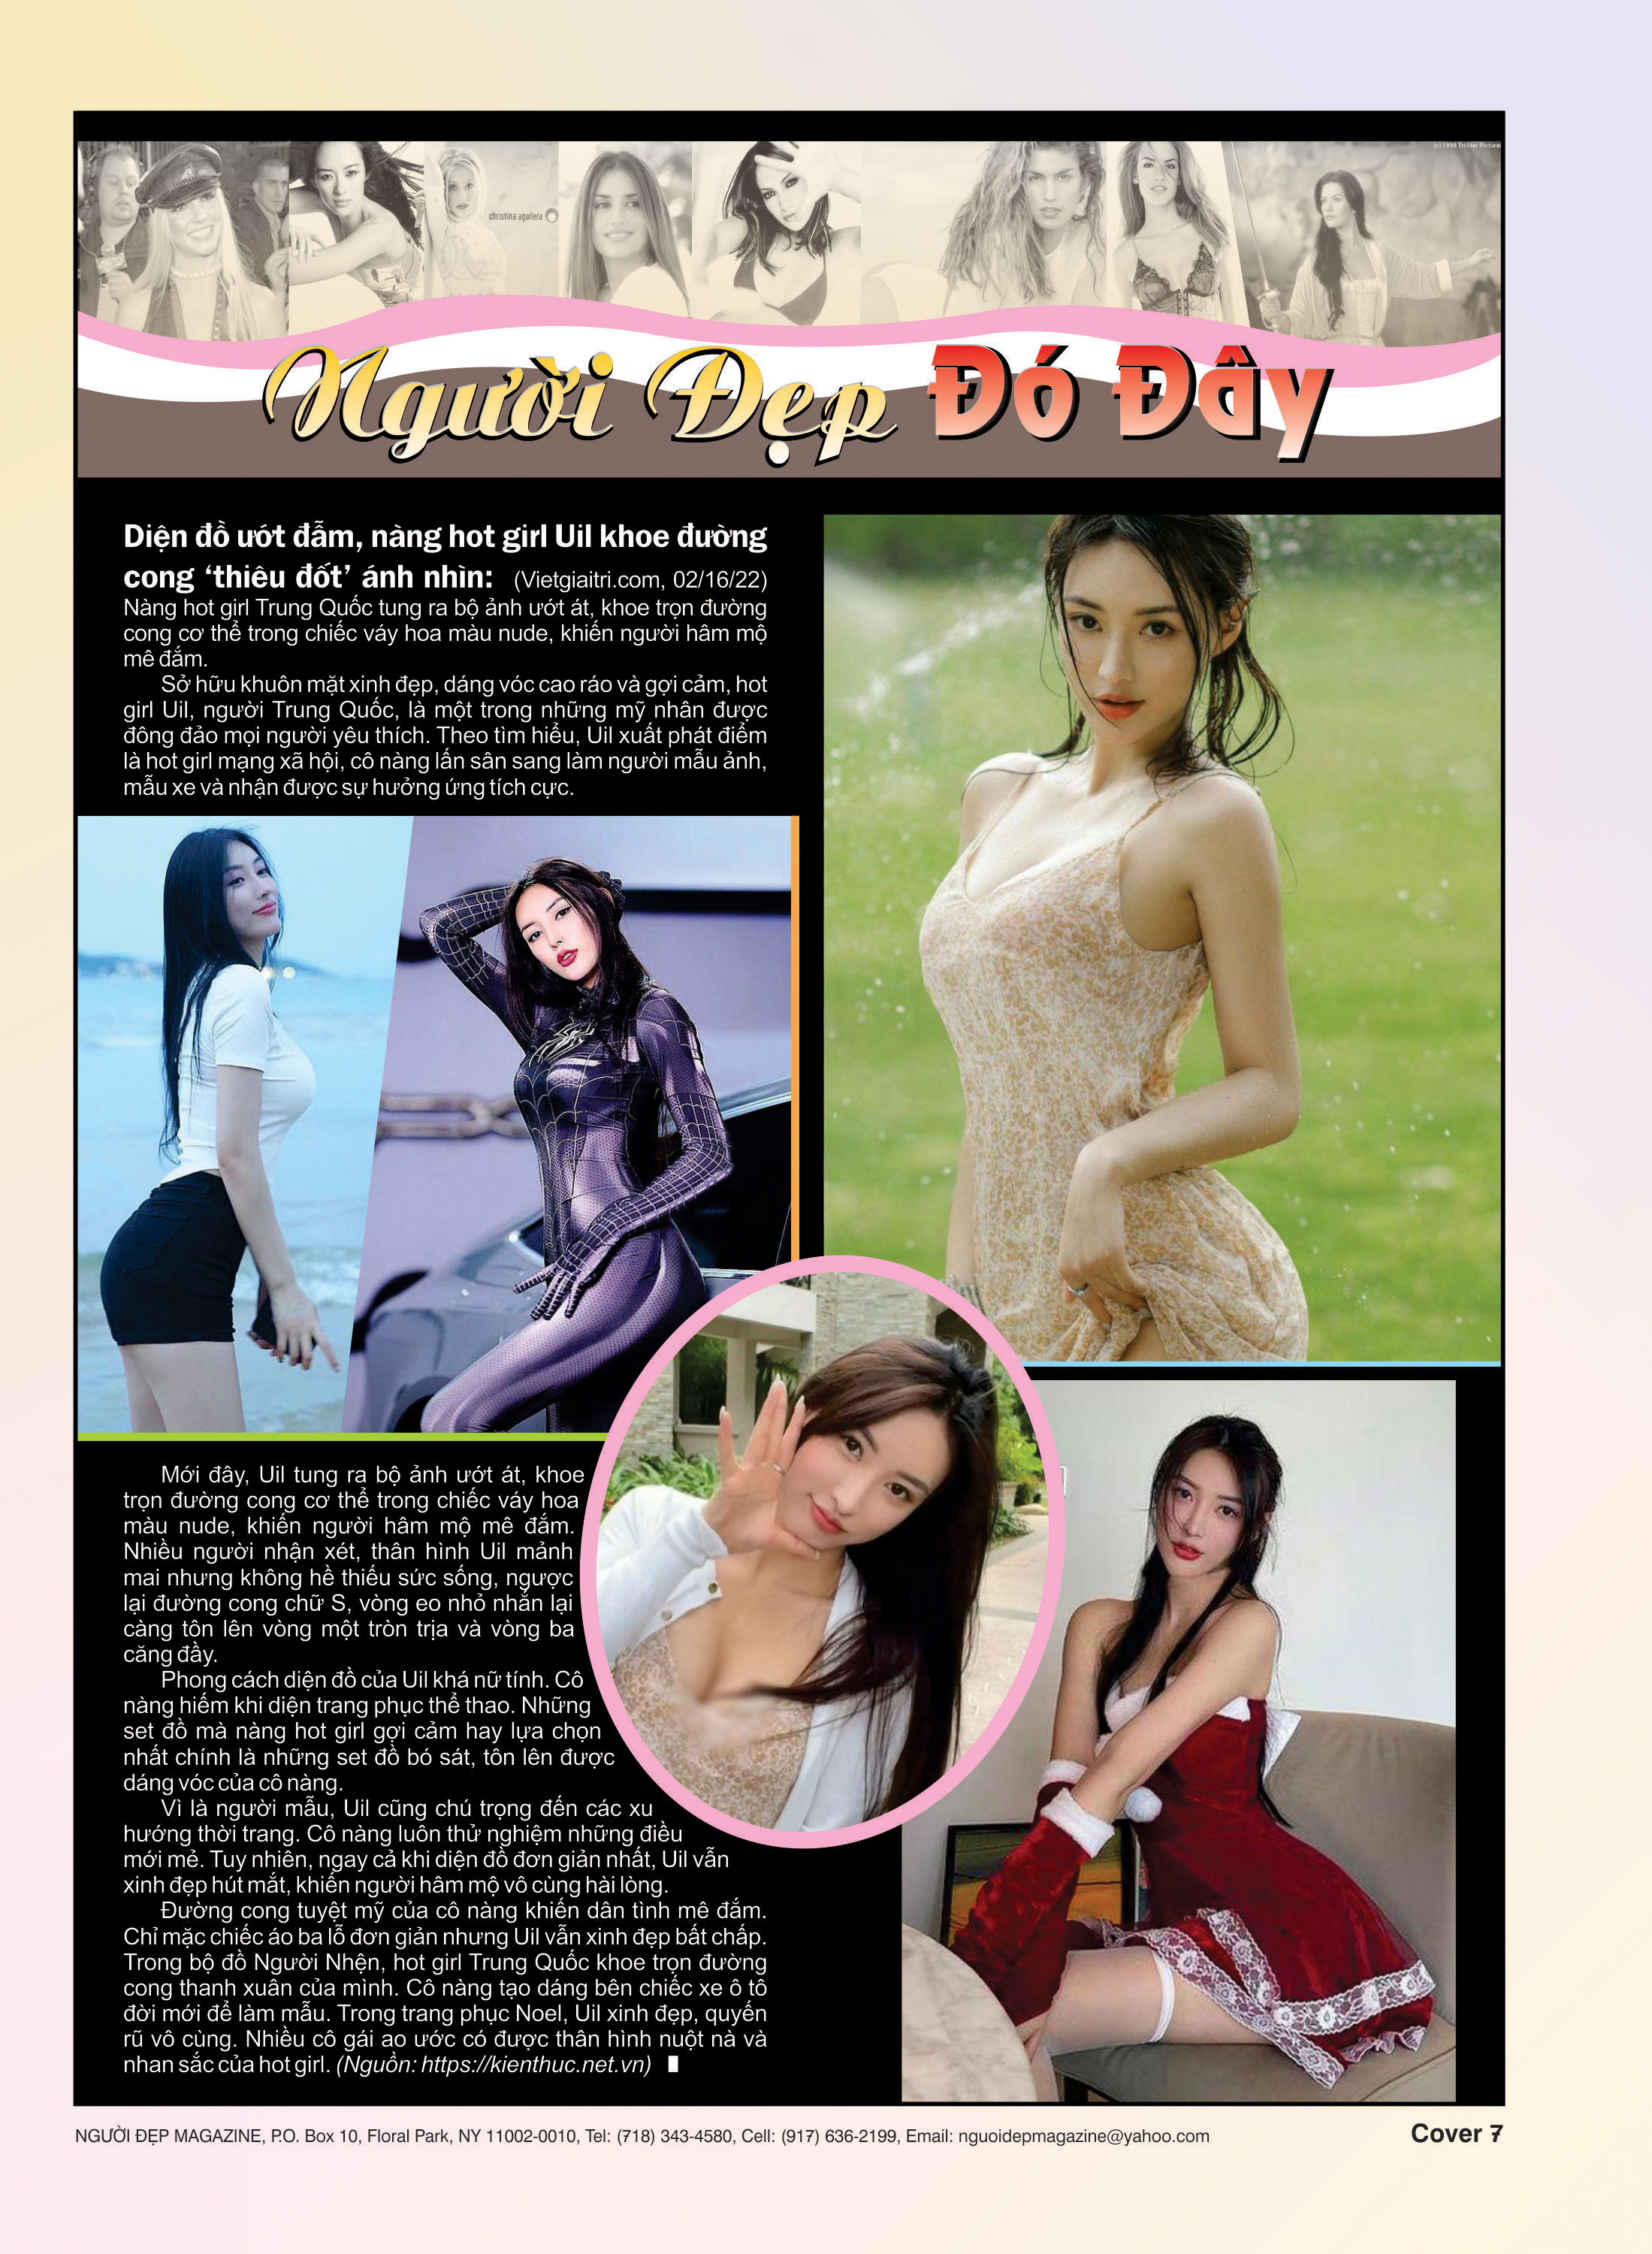 (c) 1998 TriStar Picture
christina aguilera
Người Đẹp Đó Đây
Diện đồ ướt đẫm, nàng hot girl Uil khoe đường
cong ‘thiêu đốt’ ánh nhìn: (Vietgiaitri.com, 02/16/22)
Nàng hot girl Trung Quốc tung ra bộ ảnh ướt át, khoe trọn đường
cong cơ thể trong chiếc váy hoa màu nude, khiến người hâm mộ
mê đắm.
Sở hữu khuôn mặt xinh đẹp, dáng vóc cao ráo và gợi cảm, hot
girl Uil, người Trung Quốc, là một trong những mỹ nhân được
đông đảo mọi người yêu thích. Theo tìm hiểu, Uil xuất phát điểm
là hot girl mạng xã hội, cô nàng lấn sân sang làm người mẫu ảnh,
mẫu xe và nhận được sự hưởng ứng tích cực.
Mới đây, Uil tung ra bộ ảnh ướt át, khoe
trọn đường cong cơ thể trong chiếc váy hoa
màu nude, khiến người hâm mộ mê đắm.
Nhiều người nhận xét, thân hình Uil mảnh
mai nhưng không hề thiếu sức sống, ngược
lại đường cong chữ S, vòng eo nhỏ nhắn lại
càng tôn lên vòng một tròn trịa và vòng ba
căng đầy.
Phong cách diện đồ của Uil khá nữ tính. Cô
nàng hiếm khi diện trang phục thể thao. Những
set đồ mà nàng hot girl gợi cảm hay lựa chọn
nhất chính là những set đồ bó sát, tôn lên được
dáng vóc của cô nàng.
Vì là người mẫu, Uil cũng chú trọng đến các xu
hướng thời trang. Cô nàng luôn thử nghiệm những điều
mới mẻ. Tuy nhiên, ngay cả khi diện đồ đơn giản nhất, Uil vẫn
xinh đẹp hút mắt, khiến người hâm mộ vô cùng hài lòng.
Đường cong tuyệt mỹ của cô nàng khiến dân tình mê đắm.
Chỉ mặc chiếc áo ba lỗ đơn giản nhưng Uil vẫn xinh đẹp bất chấp.
Trong bộ đồ Người Nhện, hot girl Trung Quốc khoe trọn đường
cong thanh xuân của mình. Cô nàng tạo dáng bên chiếc xe ô tô
đời mới để làm mẫu. Trong trang phục Noel, Uil xinh đẹp, quyến
rũ vô cùng. Nhiều cô gái ao ước có được thân hình nuột nà và
nhan sắc của hot girl. (Nguồn: https://kienthuc.net.vn)
NGƯỜI ĐẸP MAGAZINE, P.O. Box 10, Floral Park, NY 11002-0010, Tel: (718) 343-4580, Cell: (917) 636-2199, Email: nguoidepmagazine@yahoo.com
Cover 7